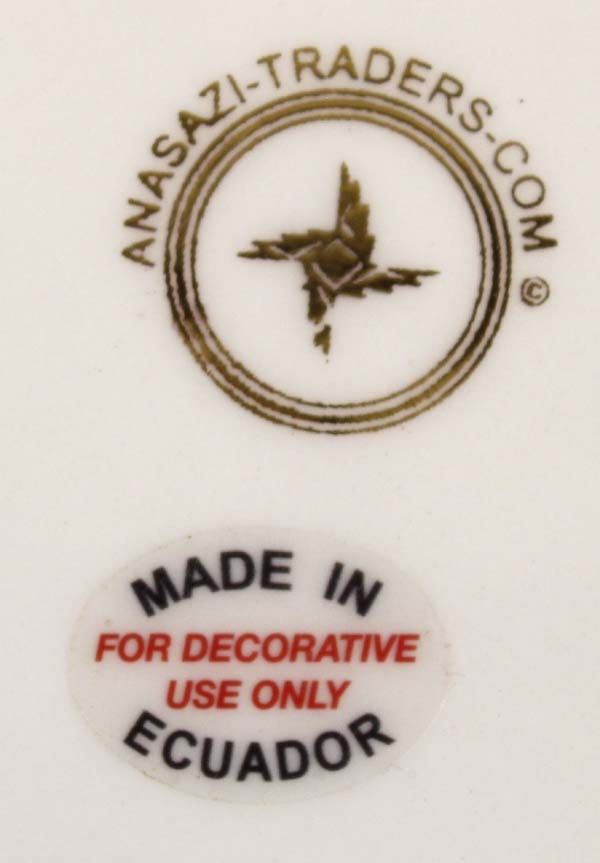 ANASAZI-TRADERS-COM
©
MADE IN
FOR DECORATIVE
USE ONLY
ECUADOR